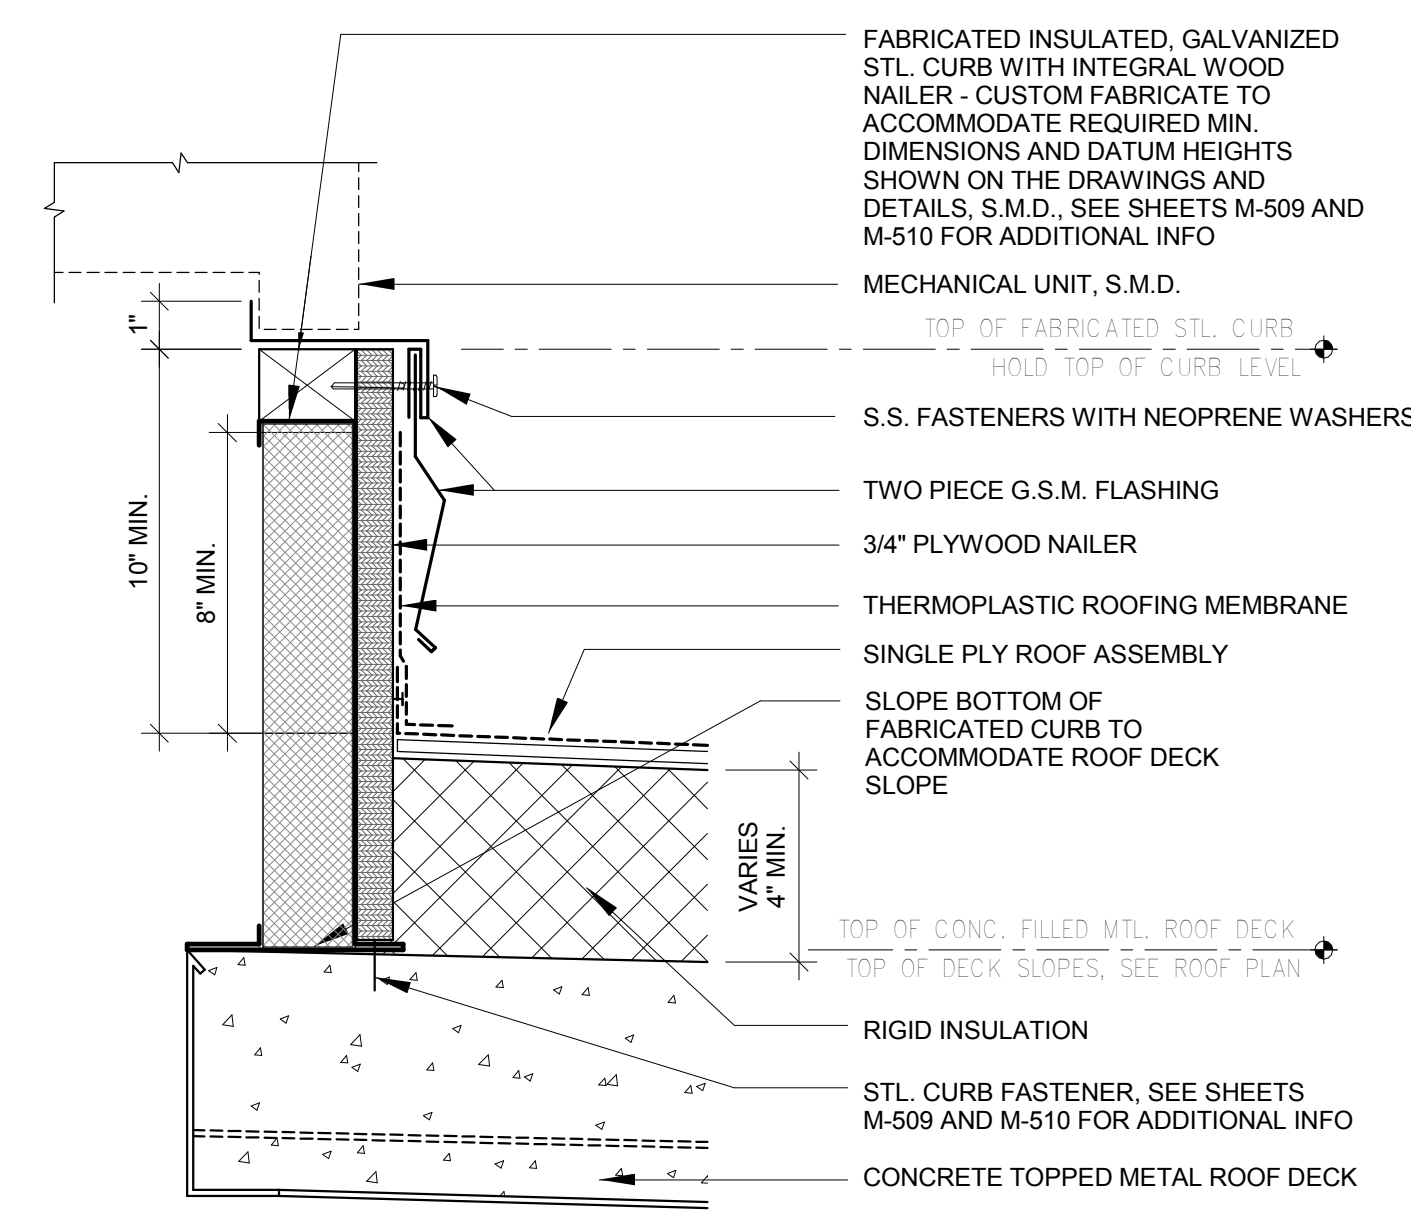 FABRICATED INSULATED, GALVANIZED
STL. CURB WITH INTEGRAL WOOD
NAILER - CUSTOM FABRICATE TO
ACCOMMODATE REQUIRED MIN.
DIMENSIONS AND DATUM HEIGHTS
SHOWN ON THE DRAWINGS AND
DETAILS, S.M.D., SEE SHEETS M-509 AND
M-510 FOR ADDITIONAL INFO
MECHANICAL UNIT, S.M.D.
1"
TOP OF FABRICATED STL. CURB
HOLD TOP OF CURB LEVEL
S.S. FASTENERS WITH NEOPRENE WASHERS
TWO PIECE G.S.M. FLASHING
10" MIN.
8" MIN.
3/4" PLYWOOD NAILER
THERMOPLASTIC ROOFING MEMBRANE
SINGLE PLY ROOF ASSEMBLY
SLOPE BOTTOM OF
FABRICATED CURB TO
ACCOMMODATE ROOF DECK
SLOPE
VARIES
4" MIN.
TOP OF CONC. FILLED MTL. ROOF DECK
TOP OF DECK SLOPES, SEE ROOF PLAN
RIGID INSULATION
STL. CURB FASTENER, SEE SHEETS
M-509 AND M-510 FOR ADDITIONAL INFO
CONCRETE TOPPED METAL ROOF DECK